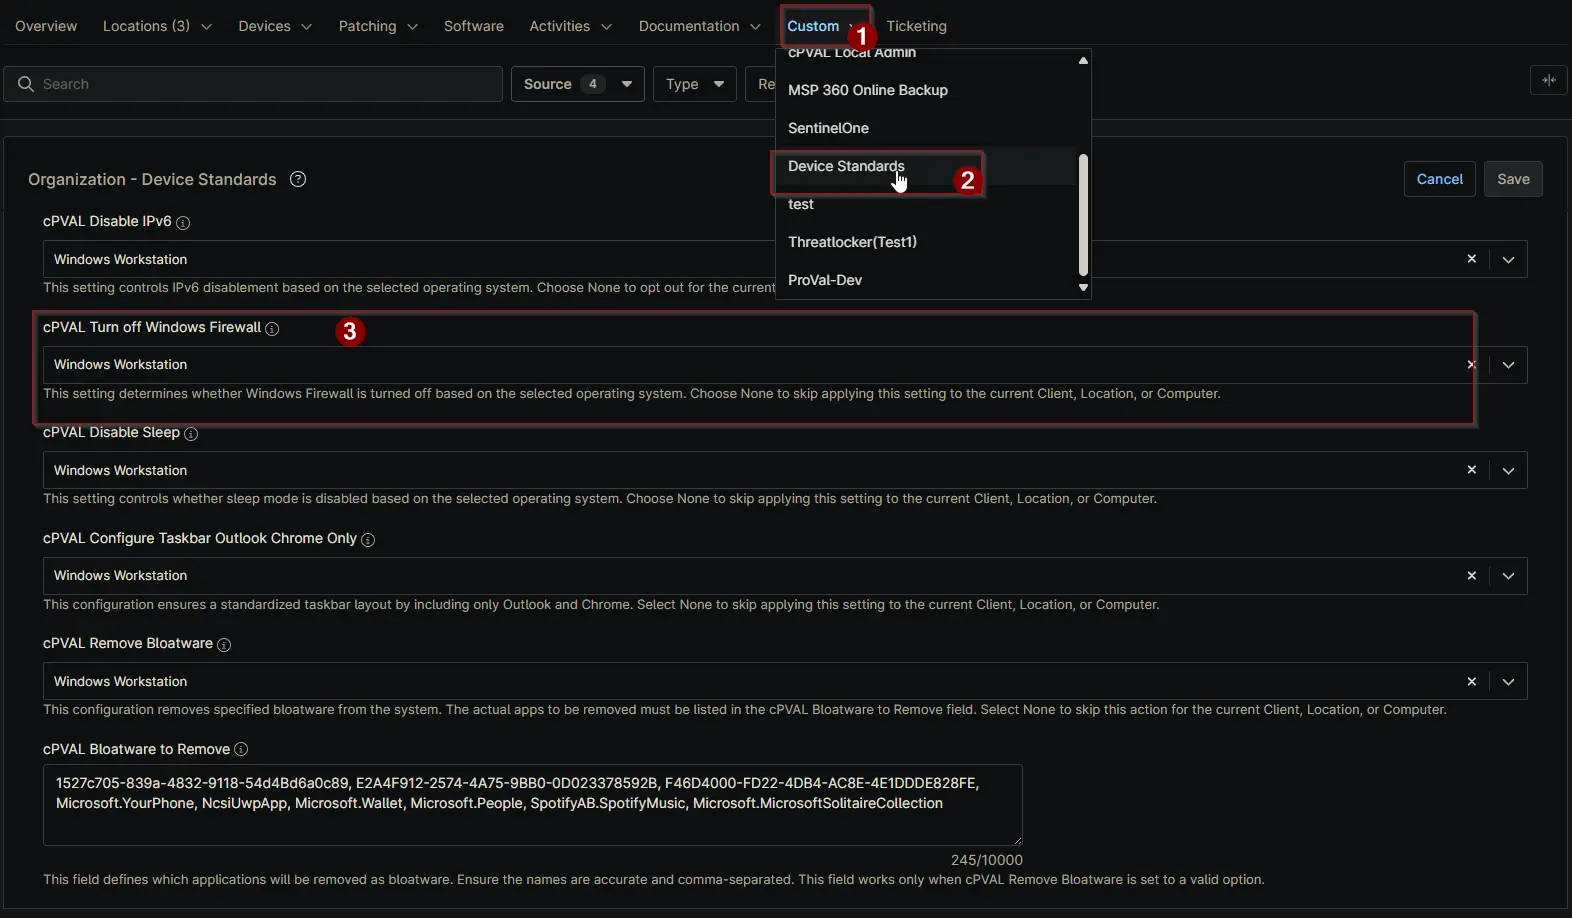 Overview Locations (3) Devices Patching Software Activities Documentation Custom Ticketing
1
cPVAL Local Admin
Search Source 4 Type Re
MSP 360 Online Backup
SentinelOne
Device Standards
2
test
Threatlocker(Test1)
ProVal-Dev
Organization - Device Standards ? Cancel Save
cPVAL Disable IPv6
Windows Workstation
This setting controls IPv6 disablement based on the selected operating system. Choose None to opt out for the current
cPVAL Turn off Windows Firewall 3
Windows Workstation
This setting determines whether Windows Firewall is turned off based on the selected operating system. Choose None to skip applying this setting to the current Client, Location, or Computer.
cPVAL Disable Sleep
Windows Workstation
This setting controls whether sleep mode is disabled based on the selected operating system. Choose None to skip applying this setting to the current Client, Location, or Computer.
cPVAL Configure Taskbar Outlook Chrome Only
Windows Workstation
This configuration ensures a standardized taskbar layout by including only Outlook and Chrome. Select None to skip applying this setting to the current Client, Location, or Computer.
cPVAL Remove Bloatware
Windows Workstation
This configuration removes specified bloatware from the system. The actual apps to be removed must be listed in the cPVAL Bloatware to Remove field. Select None to skip this action for the current Client, Location, or Computer.
cPVAL Bloatware to Remove
1527c705-839a-4832-9118-54d4Bd6a0c89, E2A4F912-2574-4A75-9BB0-0D023378592B, F46D4000-FD22-4DB4-AC8E-4E1DDDE828FE,
Microsoft.YourPhone, NcsiUwpApp, Microsoft.Wallet, Microsoft.People, SpotifyAB.SpotifyMusic, Microsoft.MicrosoftSolitaireCollection
245/10000
This field defines which applications will be removed as bloatware. Ensure the names are accurate and comma-separated. This field works only when cPVAL Remove Bloatware is set to a valid option.